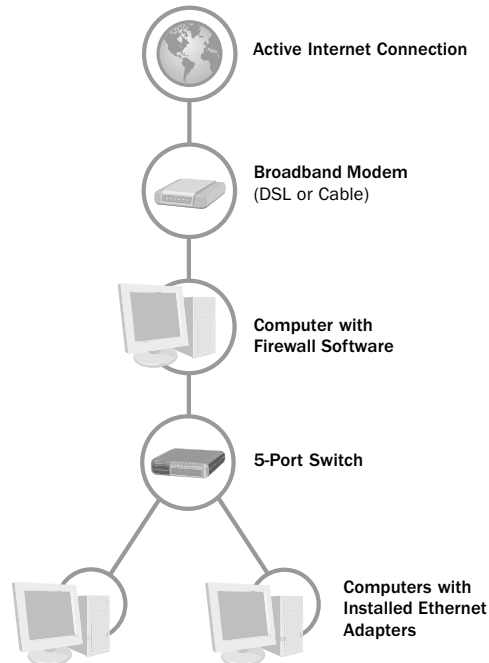 Active Internet Connection
Broadband Modem
(DSL or Cable)
Computer with
Firewall Software
5-Port Switch
Computers with
Installed Ethernet
Adapters